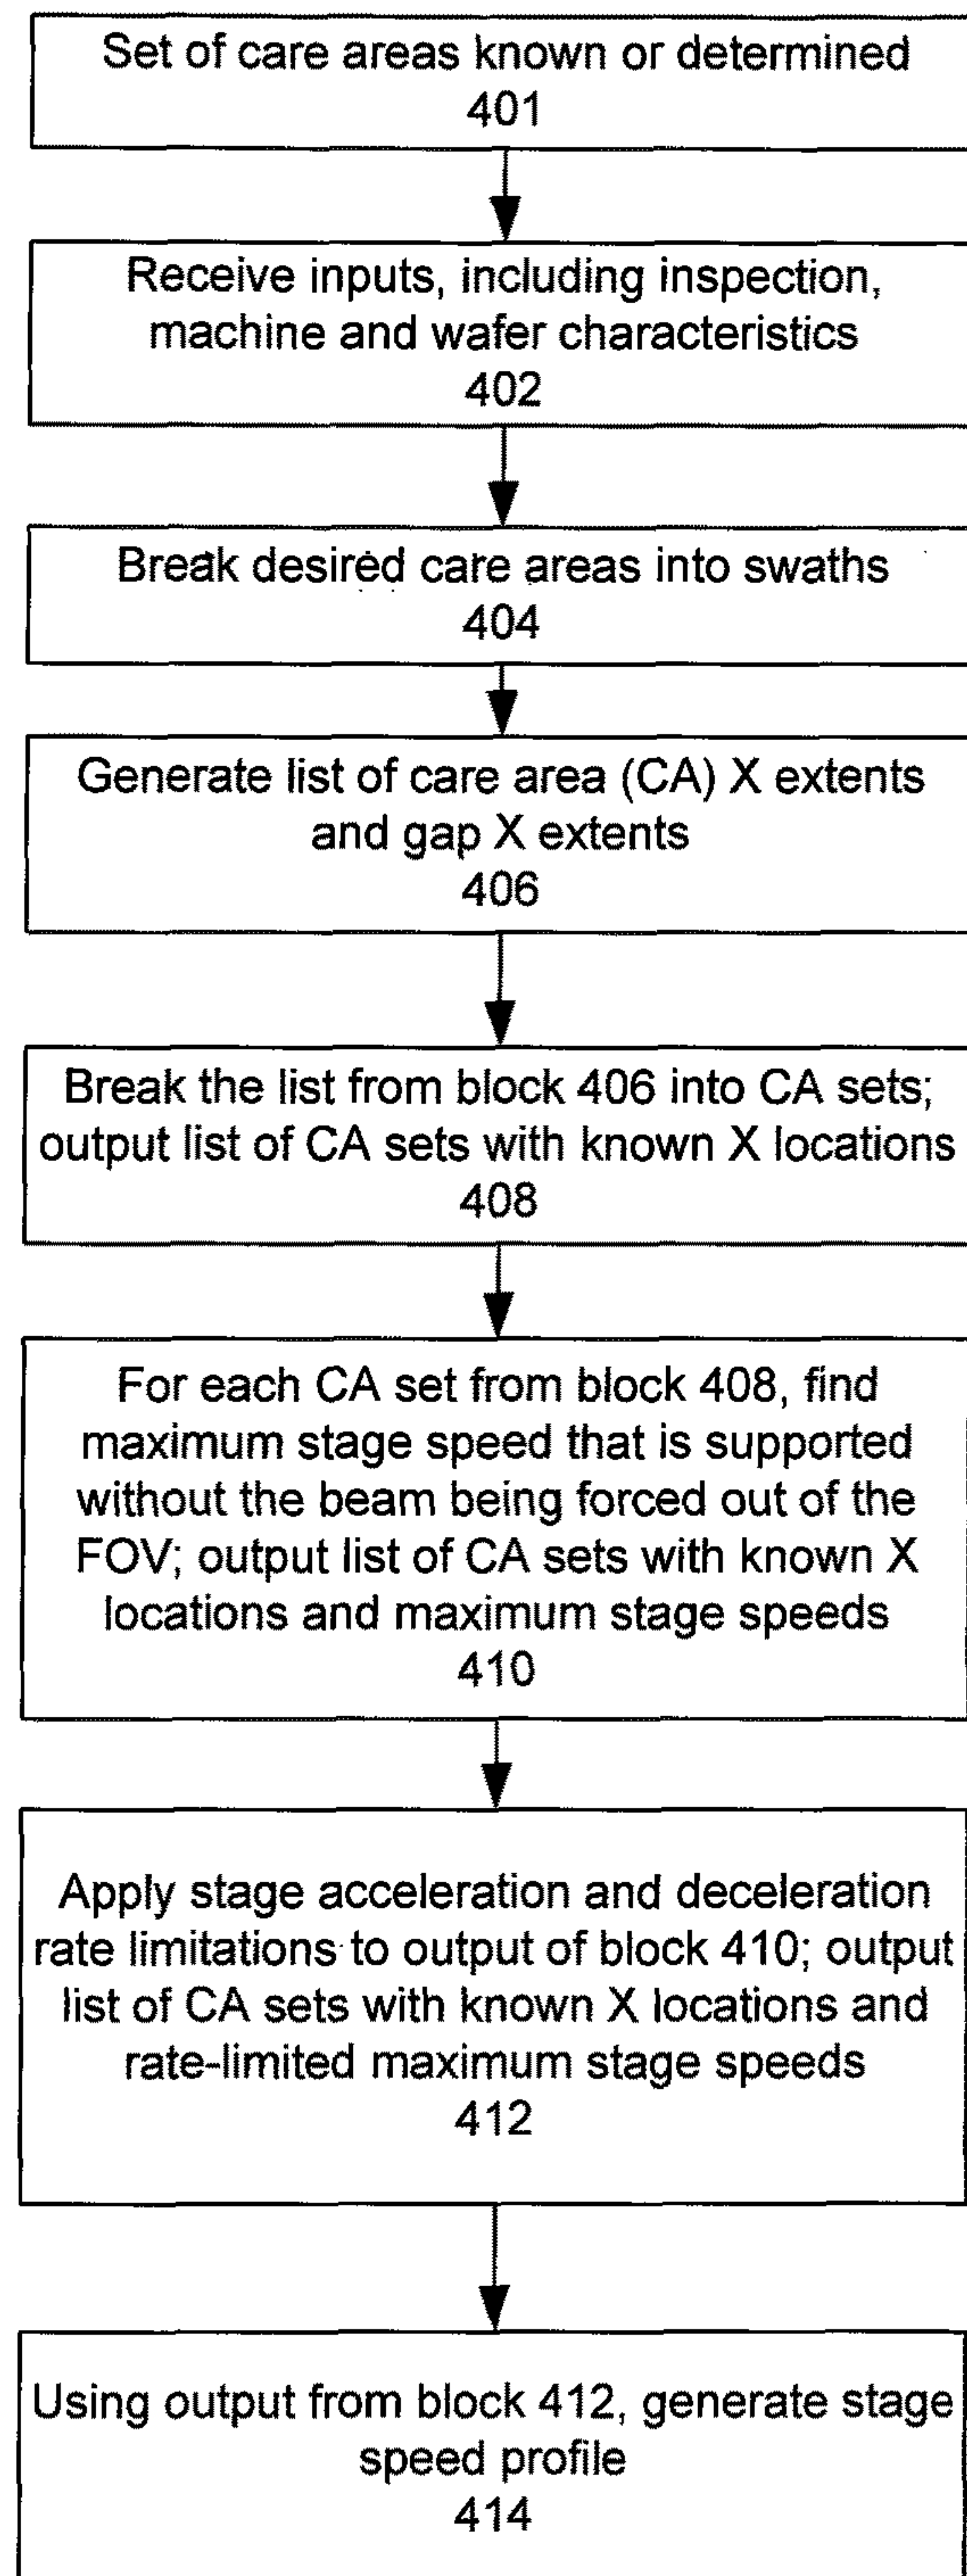 Set of care areas known or determined
401
Receive inputs, including inspection,
machine and wafer characteristics
402
Break desired care areas into swaths
404
Generate list of care area (CA) X extents
and gap X extents
406
Break the list from block 406 into CA sets;
output list of CA sets with known X locations
408
For each CA set from block 408, find
maximum stage speed that is supported
without the beam being forced out of the
FOV; output list of CA sets with known X
locations and maximum stage speeds
410
Apply stage acceleration and deceleration
rate limitations to output of block 410; output
list of CA sets with known X locations and
rate-limited maximum stage speeds
412
Using output from block 412, generate stage
speed profile
414